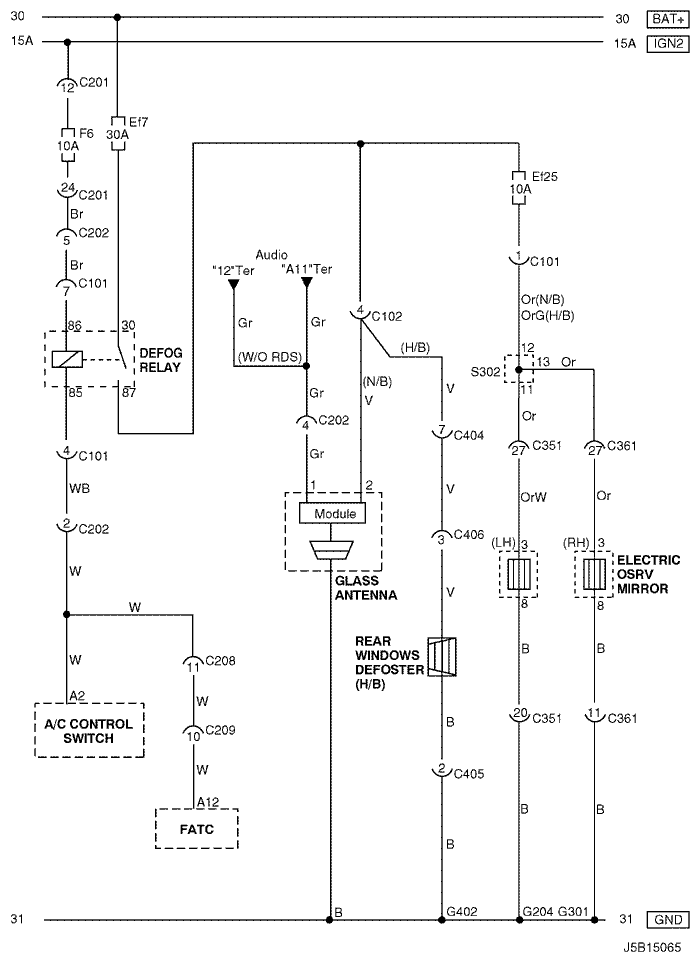 30
30
BAT+
15A
15A
IGN2
12
C201
F6
10A
Ef7
30A
24
C201
Br
5
C202
Br
7
C101
86
30
DEFOG
RELAY
85
87
4
C101
WB
2
C202
W
W
W
A2
A/C CONTROL
SWITCH
11
C208
W
10
C209
W
A12
FATC
Audio
"12"Ter
"A11"Ter
Gr
Gr
(W/O RDS)
Gr
4
C202
Gr
1
2
Module
GLASS
ANTENNA
4
C102
(H/B)
(N/B)
V
V
7
C404
V
3
C406
V
REAR
WINDOWS
DEFOSTER
(H/B)
B
2
C405
B
Ef25
10A
1
C101
Or(N/B)
OrG(H/B)
12
S302
13
Or
11
Or
27
C351
27
C361
OrW
Or
(LH)
3
(RH)
3
ELECTRIC
OSRV
MIRROR
8
8
B
B
20
C351
11
C361
B
B
31
B
G402
G204
G301
31
GND
J5B15065